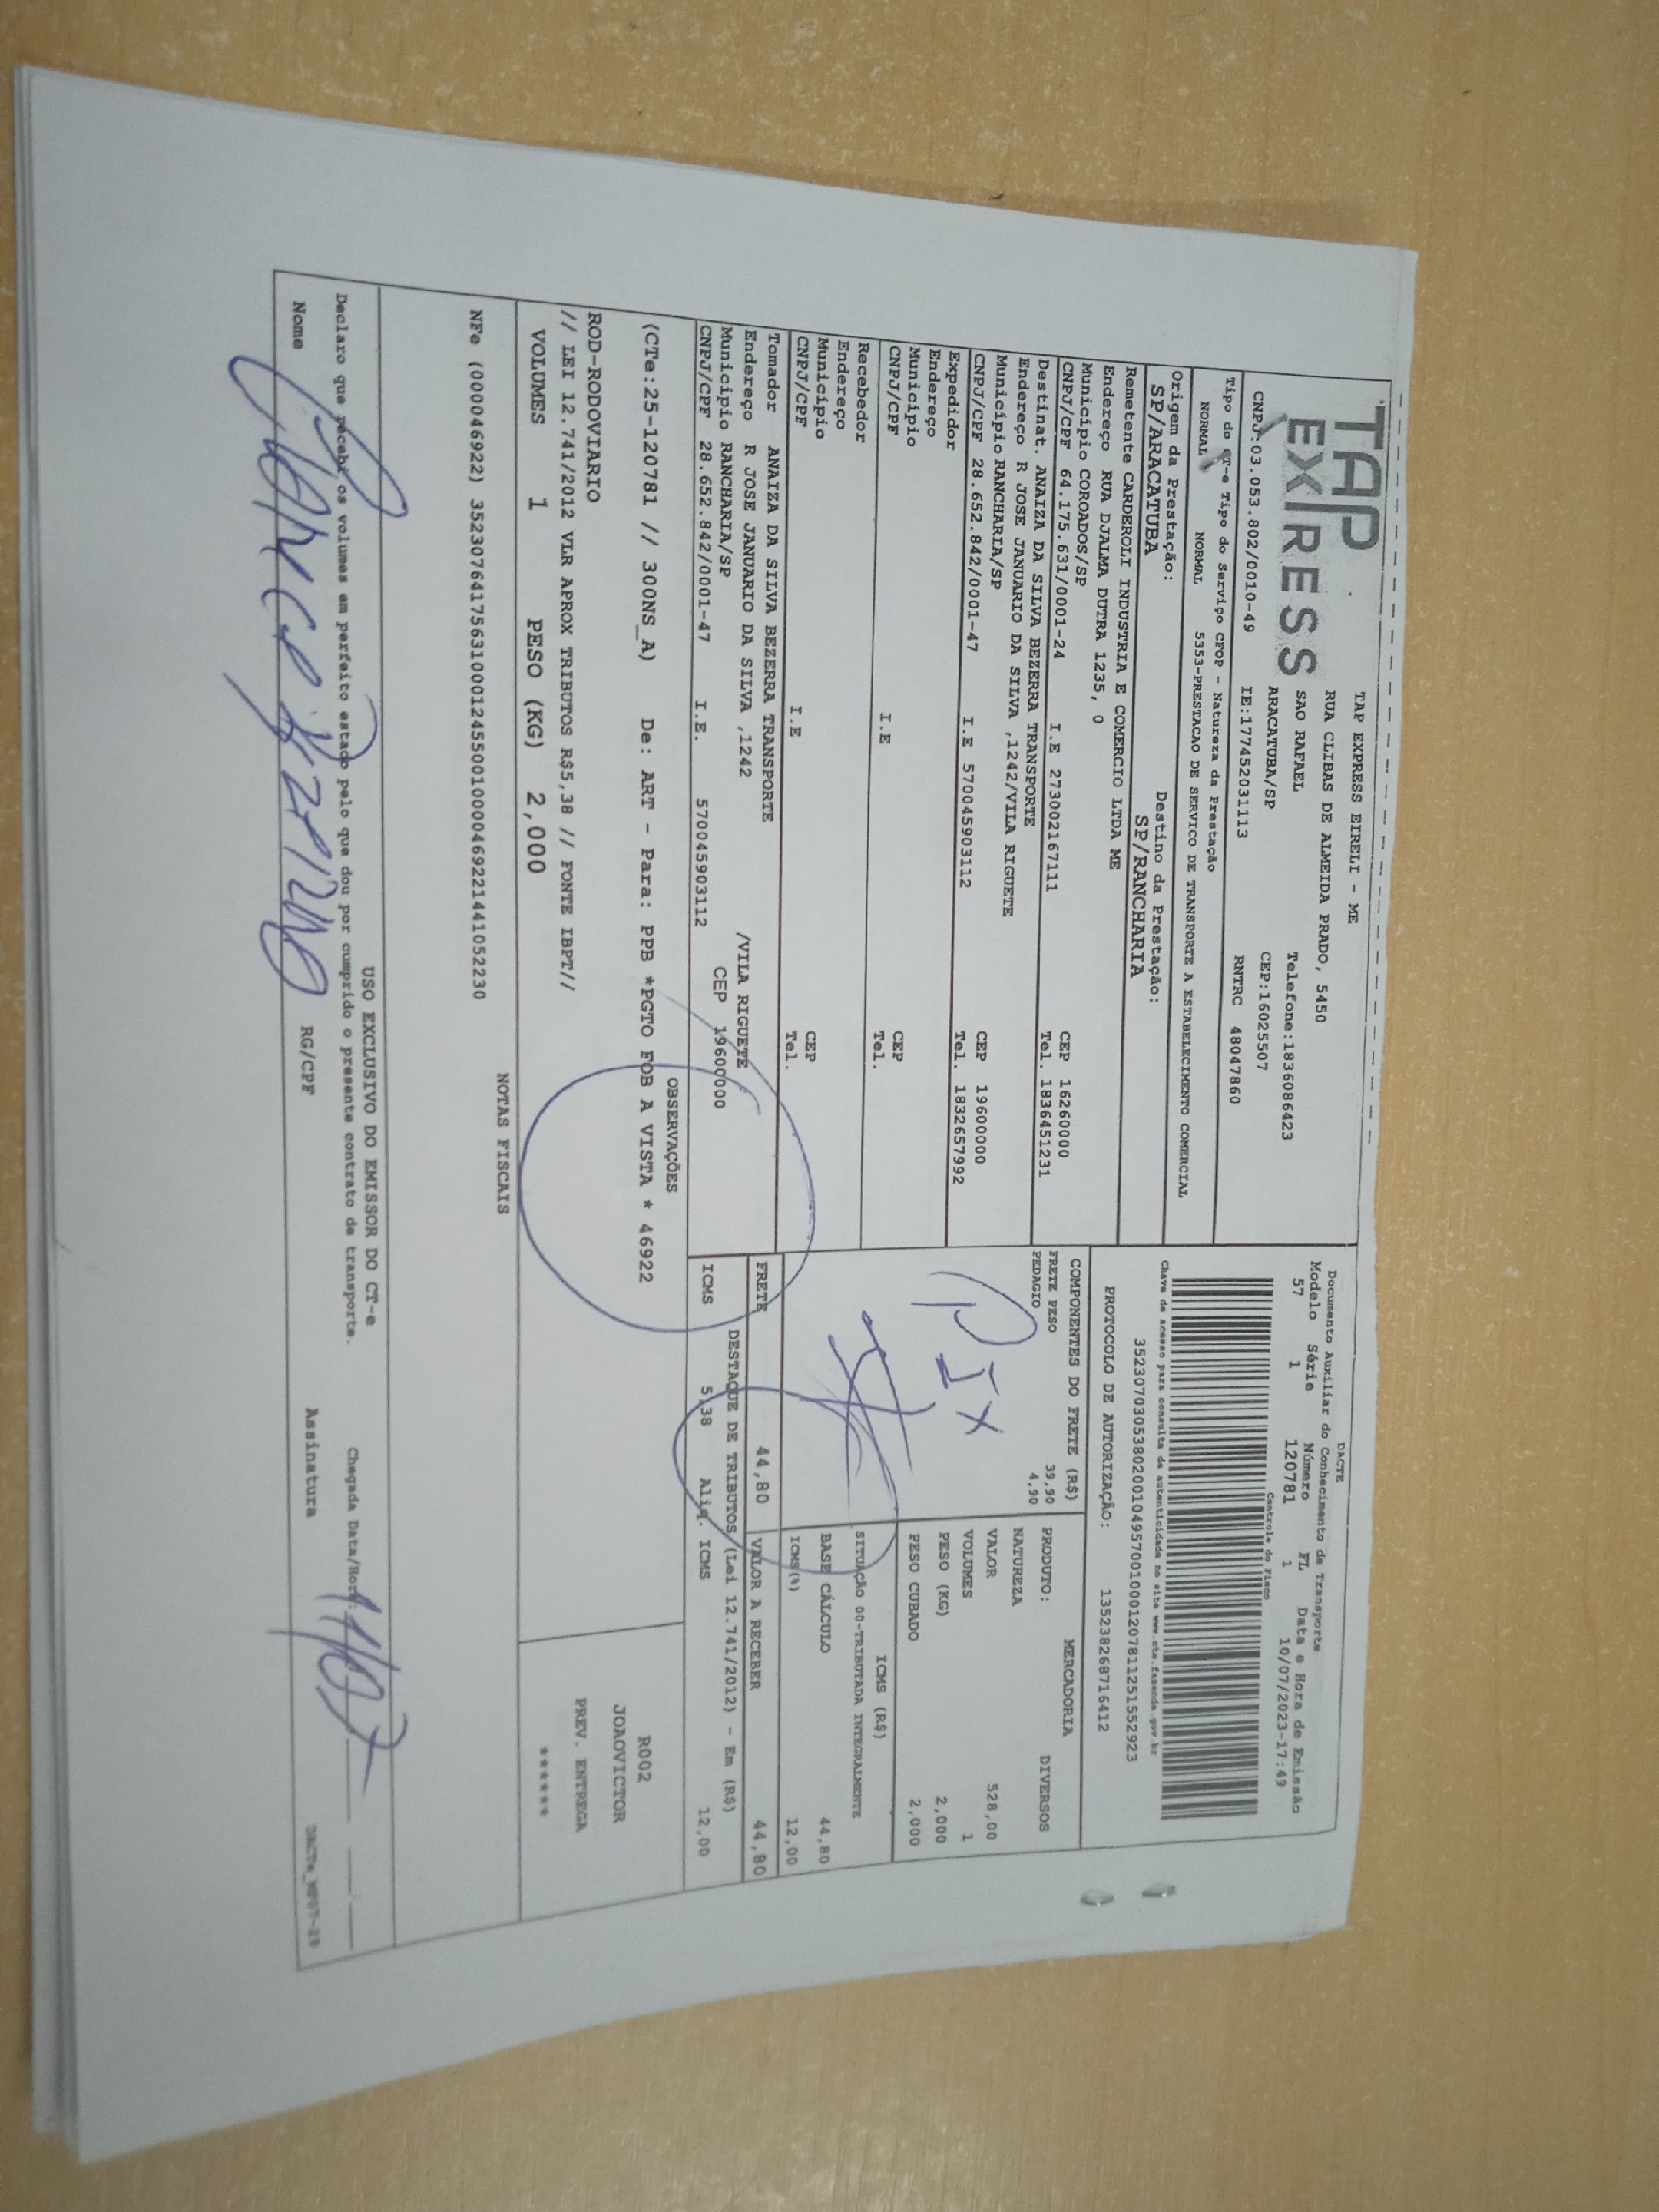 TAP EXPRESS
TAP EXPRESS EIRELI - ME
RUA CLIBAS DE ALMEIDA PRADO, 5450
SAO RAFAEL Telefone:1836086423
ARACATUBA/SP CEP:16025507
CNPJ:03.053.802/0010-49 IE:177452031113 RNTRC 48047860
Tipo do CT-e Tipo do Serviço CFOP - Natureza da Prestação
NORMAL NORMAL 5353-PRESTACAO DE SERVICO DE TRANSPORTE A ESTABELECIMENTO COMERCIAL
Origem da Prestação: Destino da Prestação:
SP/ARACATUBA SP/RANCHARIA
DACTE
Documento Auxiliar do Conhecimento de Transporte
Modelo Série Número FL Data e Hora de Emissão
57 1 120781 1 10/07/2023-17:49
Controle do Fisco
Chave de acesso para consulta de autenticidade no site www.cte.fazenda.gov.br
35230703053802001049570010001207811251552923
PROTOCOLO DE AUTORIZAÇÃO: 135238268716412
Remetente CARDEROLI INDUSTRIA E COMERCIO LTDA ME
Endereço RUA DJALMA DUTRA 1235, 0
Município COROADOS/SP CEP 16260000
CNPJ/CPF 64.175.631/0001-24 I.E 273002167111 Tel. 1836451231
Destinat. ANAIZA DA SILVA BEZERRA TRANSPORTE
Endereço R JOSE JANUARIO DA SILVA ,1242/VILA RIGUETE
Município RANCHARIA/SP CEP 19600000
CNPJ/CPF 28.652.842/0001-47 I.E 570045903112 Tel. 1832657992
Expedidor
Endereço
Município CEP
CNPJ/CPF I.E Tel.
Recebedor
Endereço
Município CEP
CNPJ/CPF I.E Tel.
Tomador ANAIZA DA SILVA BEZERRA TRANSPORTE
Endereço R JOSE JANUARIO DA SILVA ,1242 /VILA RIGUETE
Município RANCHARIA/SP CEP 19600000
CNPJ/CPF 28.652.842/0001-47 I.E. 570045903112
COMPONENTES DO FRETE (R$)
FRETE PESO 39,90
PEDAGIO 4,90
PIX
MERCADORIA
PRODUTO: DIVERSOS
NATUREZA
VALOR 528,00
VOLUMES 1
PESO (KG) 2,000
PESO CUBADO 2,000
ICMS (R$)
SITUAÇÃO 00-TRIBUTADA INTEGRALMENTE
BASE CÁLCULO 44,80
ICMS(%) 12,00
FRETE 44,80 VALOR A RECEBER 44,80
DESTAQUE DE TRIBUTOS (Lei 12.741/2012) - Em (R$)
ICMS 5,38 Aliq. ICMS 12,00
OBSERVAÇÕES
(CTe:25-120781 // 300NS_A) De: ART - Para: PPB *PGTO FOB A VISTA * 46922
ROD-RODOVIARIO
// LEI 12.741/2012 VLR APROX TRIBUTOS R$5,38 // FONTE IBPT//
R002
JOAOVICTOR
PREV. ENTREGA
******
VOLUMES 1 PESO (KG) 2,000
NOTAS FISCAIS
NFe (000046922) 35230764175631000124550010000469221441052230
USO EXCLUSIVO DO EMISSOR DO CT-e
Declaro que recebi os volumes em perfeito estado pelo que dou por cumprido o presente contrato de transporte.
Chegada Data/Hora: 11/07
Nome RG/CPF Assinatura